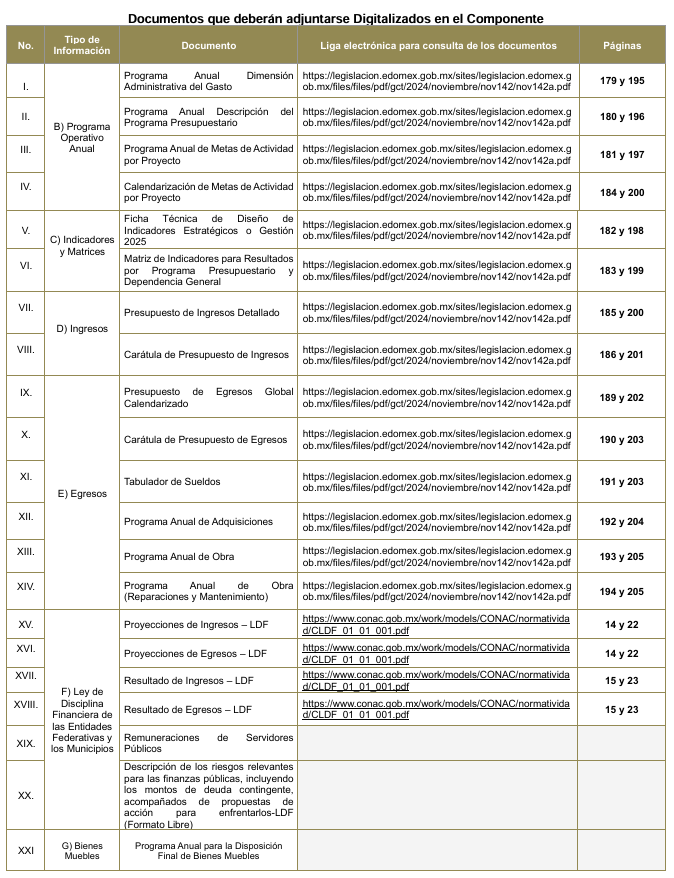 Documentos que deberán adjuntarse Digitalizados en el Componente
No.
Tipo de
Información
Documento
Liga electrónica para consulta de los documentos
Páginas
I.
B) Programa
Operativo
Anual
Programa Anual Dimensión
Administrativa del Gasto
https://legislacion.edomex.gob.mx/sites/legislacion.edomex.g
ob.mx/files/files/pdf/gct/2024/noviembre/nov142/nov142a.pdf
179 y 195
II.
Programa Anual Descripción del
Programa Presupuestario
https://legislacion.edomex.gob.mx/sites/legislacion.edomex.g
ob.mx/files/files/pdf/gct/2024/noviembre/nov142/nov142a.pdf
180 y 196
III.
Programa Anual de Metas de Actividad
por Proyecto
https://legislacion.edomex.gob.mx/sites/legislacion.edomex.g
ob.mx/files/files/pdf/gct/2024/noviembre/nov142/nov142a.pdf
181 y 197
IV.
Calendarización de Metas de Actividad
por Proyecto
https://legislacion.edomex.gob.mx/sites/legislacion.edomex.g
ob.mx/files/files/pdf/gct/2024/noviembre/nov142/nov142a.pdf
184 y 200
V.
C) Indicadores
y Matrices
Ficha Técnica de Diseño de
Indicadores Estratégicos o Gestión
2025
https://legislacion.edomex.gob.mx/sites/legislacion.edomex.g
ob.mx/files/files/pdf/gct/2024/noviembre/nov142/nov142a.pdf
182 y 198
VI.
Matriz de Indicadores para Resultados
por Programa Presupuestario y
Dependencia General
https://legislacion.edomex.gob.mx/sites/legislacion.edomex.g
ob.mx/files/files/pdf/gct/2024/noviembre/nov142/nov142a.pdf
183 y 199
VII.
D) Ingresos
Presupuesto de Ingresos Detallado
https://legislacion.edomex.gob.mx/sites/legislacion.edomex.g
ob.mx/files/files/pdf/gct/2024/noviembre/nov142/nov142a.pdf
185 y 200
VIII.
Carátula de Presupuesto de Ingresos
https://legislacion.edomex.gob.mx/sites/legislacion.edomex.g
ob.mx/files/files/pdf/gct/2024/noviembre/nov142/nov142a.pdf
186 y 201
IX.
E) Egresos
Presupuesto de Egresos Global
Calendarizado
https://legislacion.edomex.gob.mx/sites/legislacion.edomex.g
ob.mx/files/files/pdf/gct/2024/noviembre/nov142/nov142a.pdf
189 y 202
X.
Carátula de Presupuesto de Egresos
https://legislacion.edomex.gob.mx/sites/legislacion.edomex.g
ob.mx/files/files/pdf/gct/2024/noviembre/nov142/nov142a.pdf
190 y 203
XI.
Tabulador de Sueldos
https://legislacion.edomex.gob.mx/sites/legislacion.edomex.g
ob.mx/files/files/pdf/gct/2024/noviembre/nov142/nov142a.pdf
191 y 203
XII.
Programa Anual de Adquisiciones
https://legislacion.edomex.gob.mx/sites/legislacion.edomex.g
ob.mx/files/files/pdf/gct/2024/noviembre/nov142/nov142a.pdf
192 y 204
XIII.
Programa Anual de Obra
https://legislacion.edomex.gob.mx/sites/legislacion.edomex.g
ob.mx/files/files/pdf/gct/2024/noviembre/nov142/nov142a.pdf
193 y 205
XIV.
Programa Anual de Obra
(Reparaciones y Mantenimiento)
https://legislacion.edomex.gob.mx/sites/legislacion.edomex.g
ob.mx/files/files/pdf/gct/2024/noviembre/nov142/nov142a.pdf
194 y 205
XV.
F) Ley de
Disciplina
Financiera de
las Entidades
Federativas y
los Municipios
Proyecciones de Ingresos – LDF
https://www.conac.gob.mx/work/models/CONAC/normativida
d/CLDF_01_01_001.pdf
14 y 22
XVI.
Proyecciones de Egresos – LDF
https://www.conac.gob.mx/work/models/CONAC/normativida
d/CLDF_01_01_001.pdf
14 y 22
XVII.
Resultado de Ingresos – LDF
https://www.conac.gob.mx/work/models/CONAC/normativida
d/CLDF_01_01_001.pdf
15 y 23
XVIII.
Resultado de Egresos – LDF
https://www.conac.gob.mx/work/models/CONAC/normativida
d/CLDF_01_01_001.pdf
15 y 23
XIX.
Remuneraciones de Servidores
Públicos
XX.
Descripción de los riesgos relevantes
para las finanzas públicas, incluyendo
los montos de deuda contingente,
acompañados de propuestas de
acción para enfrentarlos-LDF
(Formato Libre)
XXI
G) Bienes
Muebles
Programa Anual para la Disposición
Final de Bienes Muebles